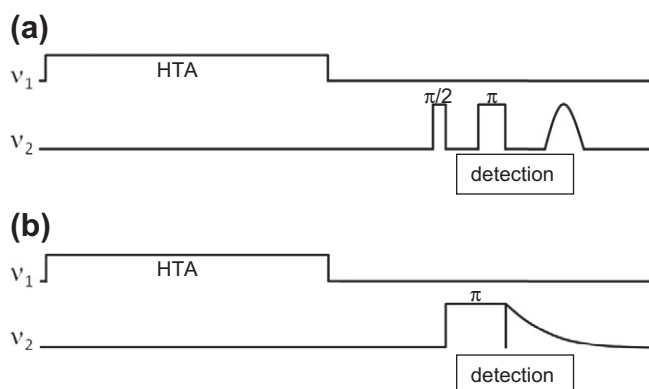 (a)
ν₁ HTA
π/2 π
ν₂
detection
(b)
ν₁ HTA
π
ν₂
detection